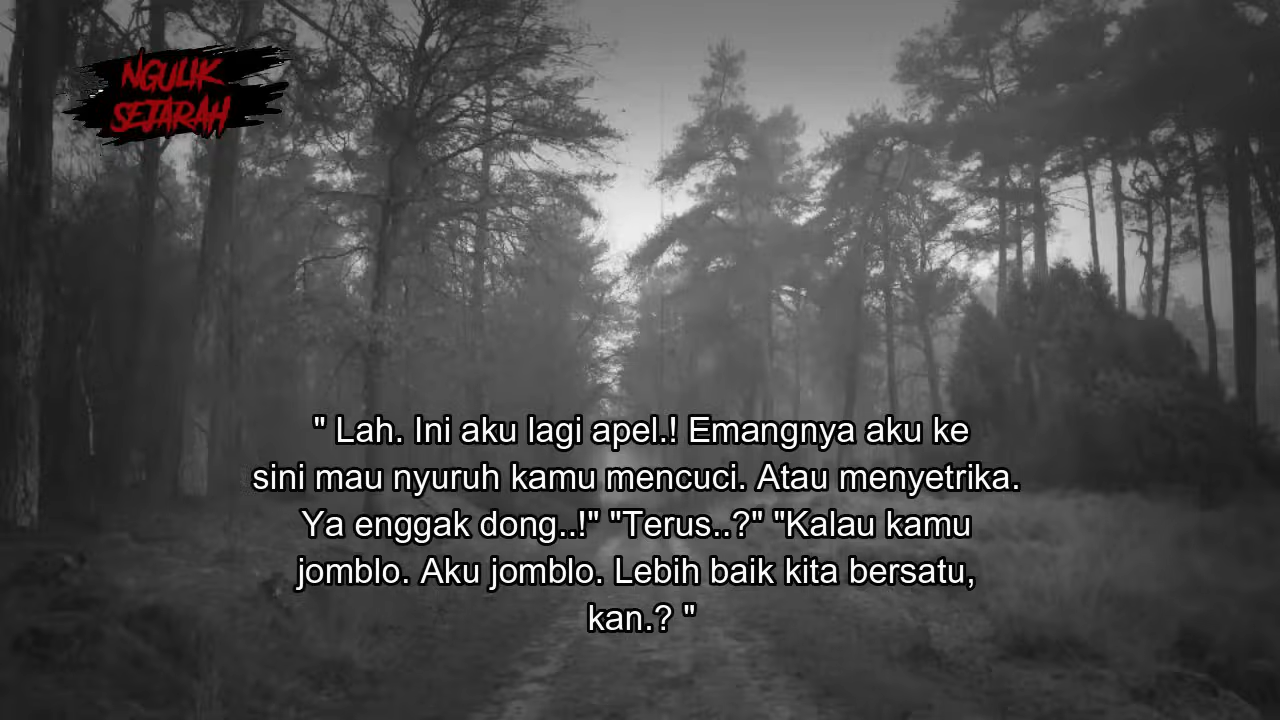 NGULIK
SEJARAH
" Lah. Ini aku lagi apel.! Emangnya aku ke
sini mau nyuruh kamu mencuci. Atau menyetrika.
Ya enggak dong..!" "Terus..?" "Kalau kamu
jomblo. Aku jomblo. Lebih baik kita bersatu,
kan.? "